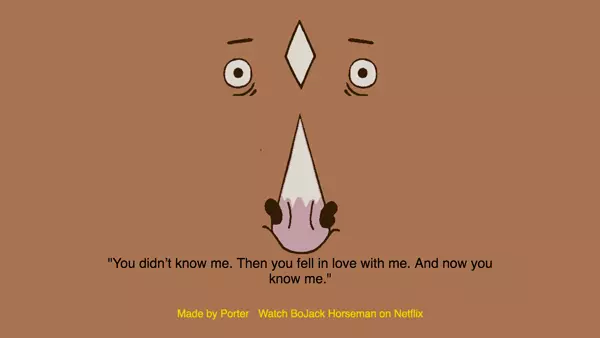 "You didn’t know me. Then you fell in love with me. And now you
know me."
Made by Porter   Watch BoJack Horseman on Netflix